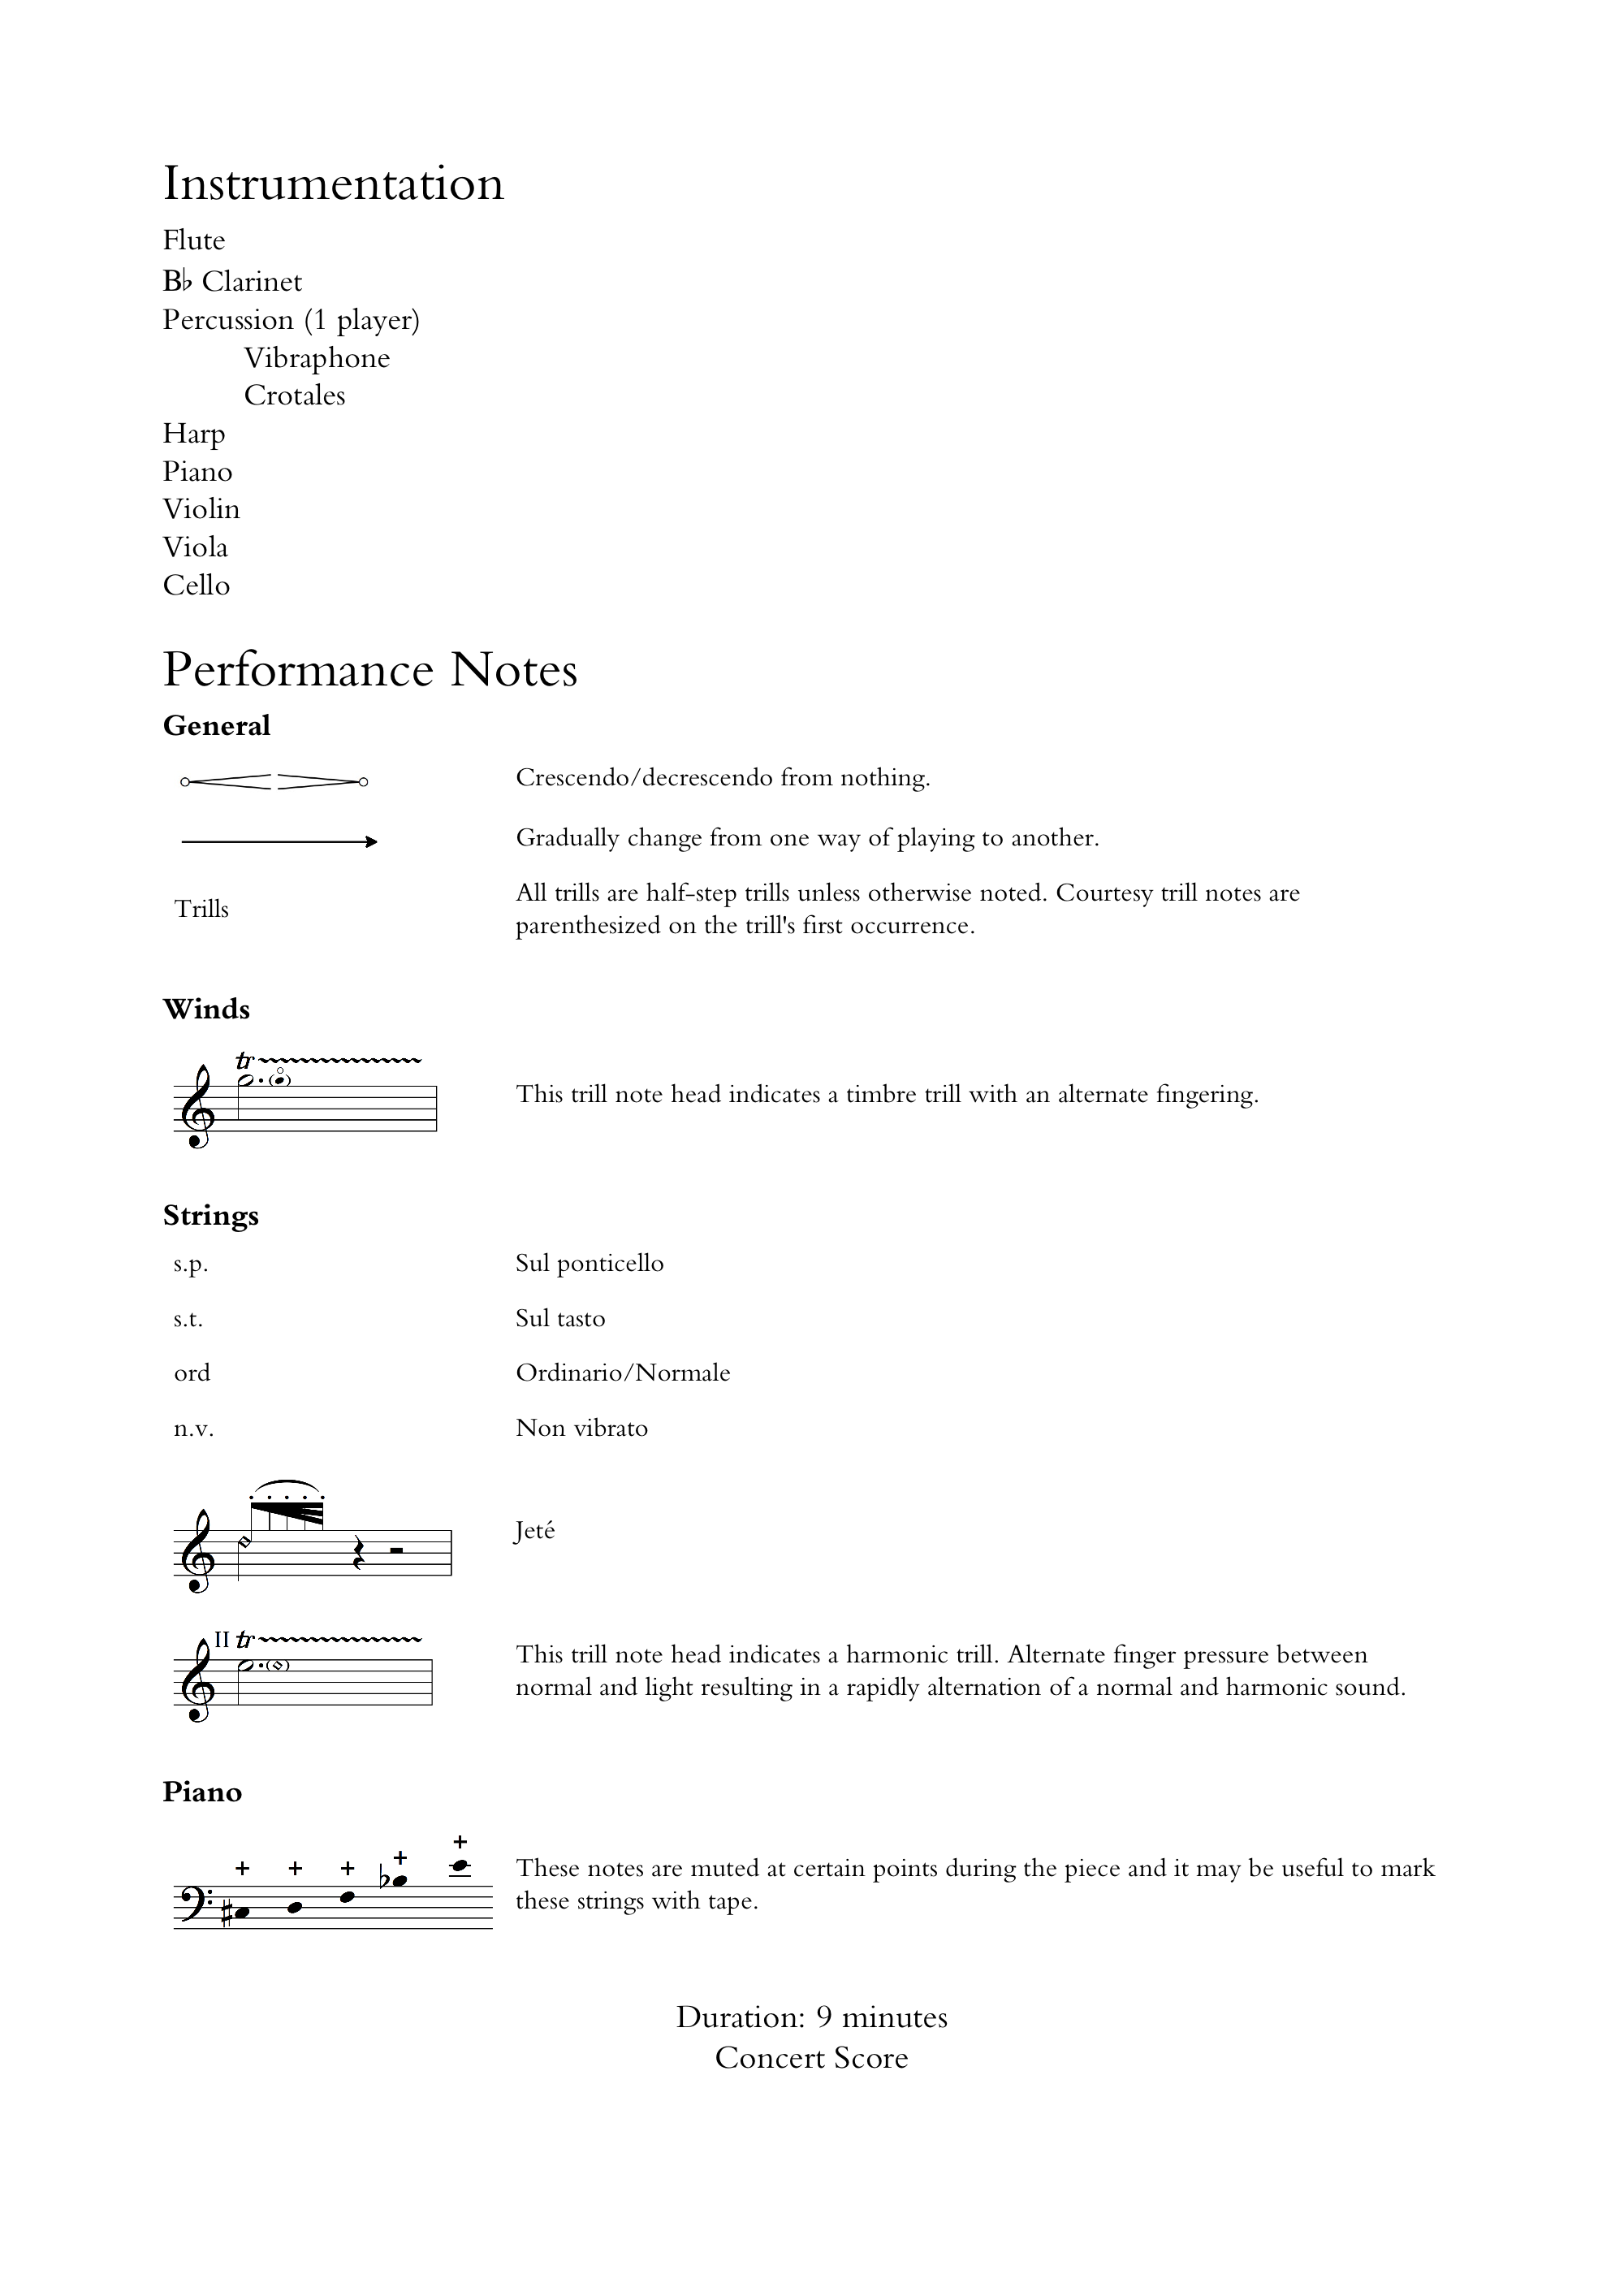 Instrumentation
Flute
B♭ Clarinet
Percussion (1 player)
Vibraphone
Crotales
Harp
Piano
Violin
Viola
Cello
Performance Notes
General
Crescendo/decrescendo from nothing.
Gradually change from one way of playing to another.
Trills
All trills are half-step trills unless otherwise noted. Courtesy trill notes are
parenthesized on the trill's first occurrence.
Winds
tr
This trill note head indicates a timbre trill with an alternate fingering.
Strings
s.p.
Sul ponticello
s.t.
Sul tasto
ord
Ordinario/Normale
n.v.
Non vibrato
Jeté
II tr
This trill note head indicates a harmonic trill. Alternate finger pressure between
normal and light resulting in a rapidly alternation of a normal and harmonic sound.
Piano
+ + + + +
These notes are muted at certain points during the piece and it may be useful to mark
these strings with tape.
Duration: 9 minutes
Concert Score